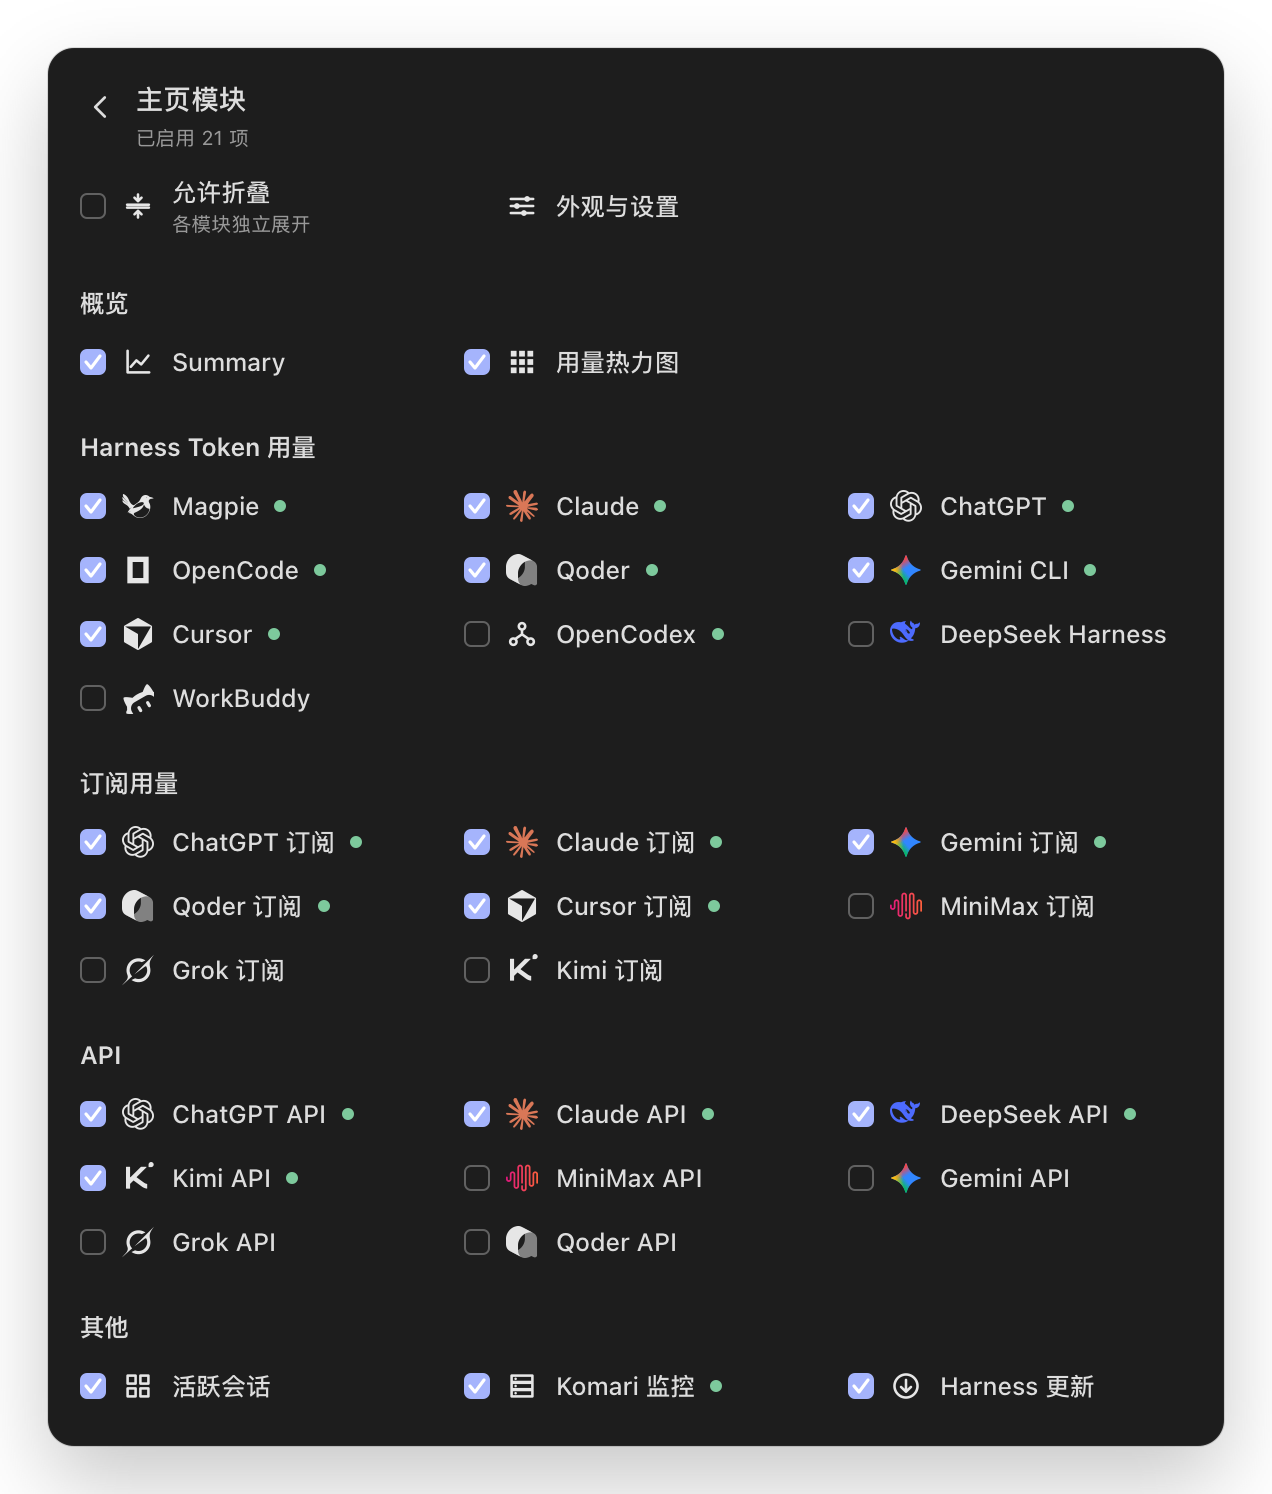 主页模块
已启用 21 项
允许折叠
各模块独立展开
外观与设置
概览
Summary
用量热力图
Harness Token 用量
Magpie
Claude
ChatGPT
OpenCode
Qoder
Gemini CLI
Cursor
OpenCodex
DeepSeek Harness
WorkBuddy
订阅用量
ChatGPT 订阅
Claude 订阅
Gemini 订阅
Qoder 订阅
Cursor 订阅
MiniMax 订阅
Grok 订阅
Kimi 订阅
API
ChatGPT API
Claude API
DeepSeek API
Kimi API
MiniMax API
Gemini API
Grok API
Qoder API
其他
活跃会话
Komari 监控
Harness 更新